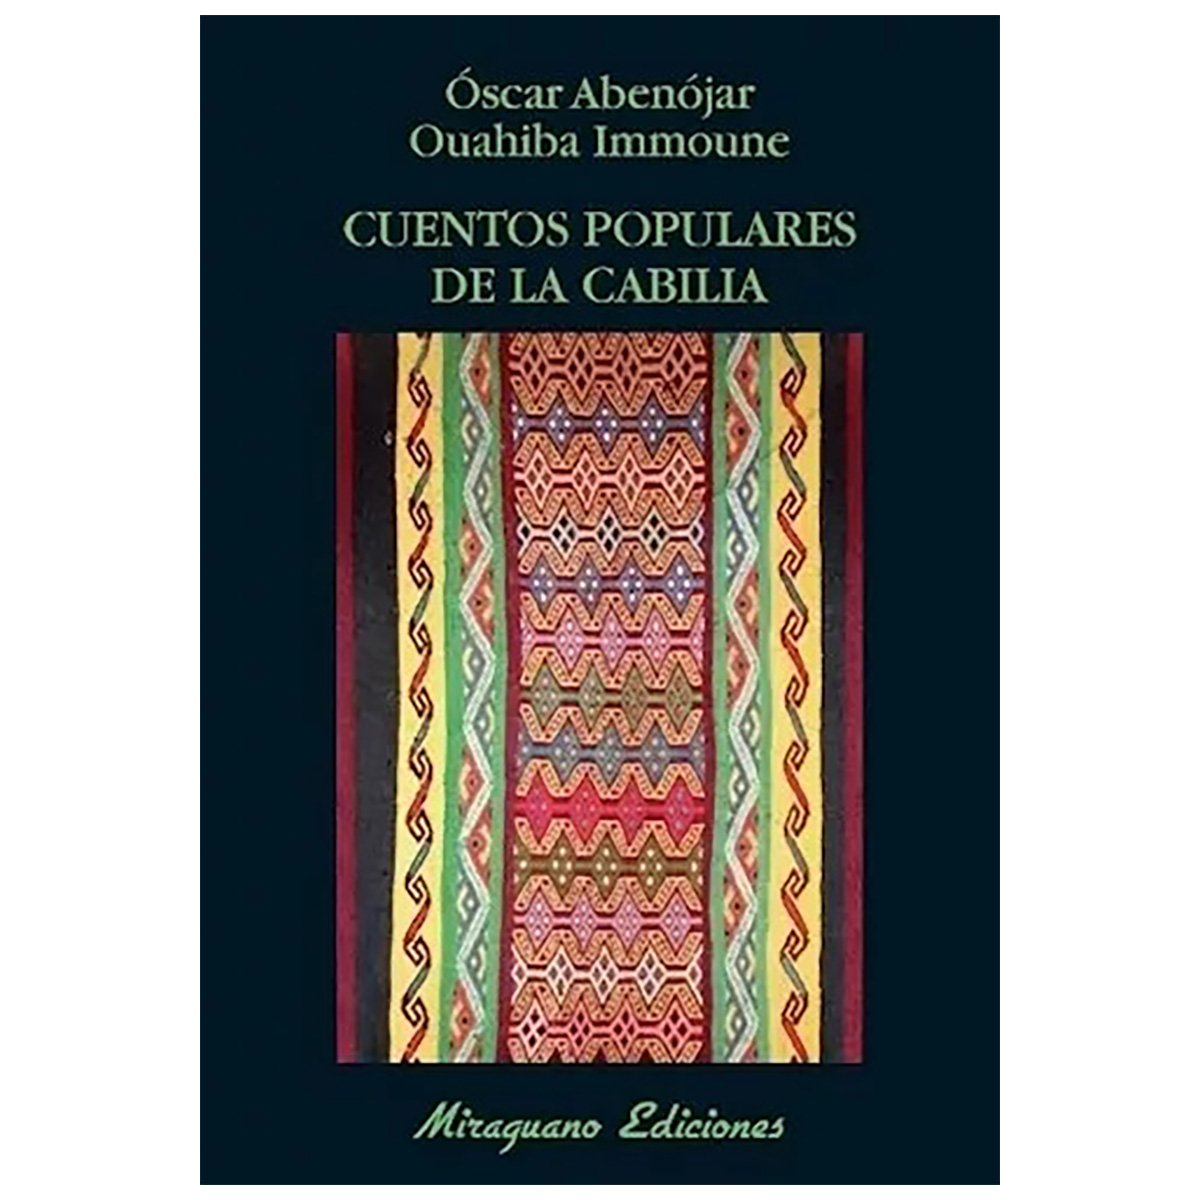 Óscar Abenójar
Ouahiba Immoune
CUENTOS POPULARES
DE LA CABILIA
Miraguano Ediciones